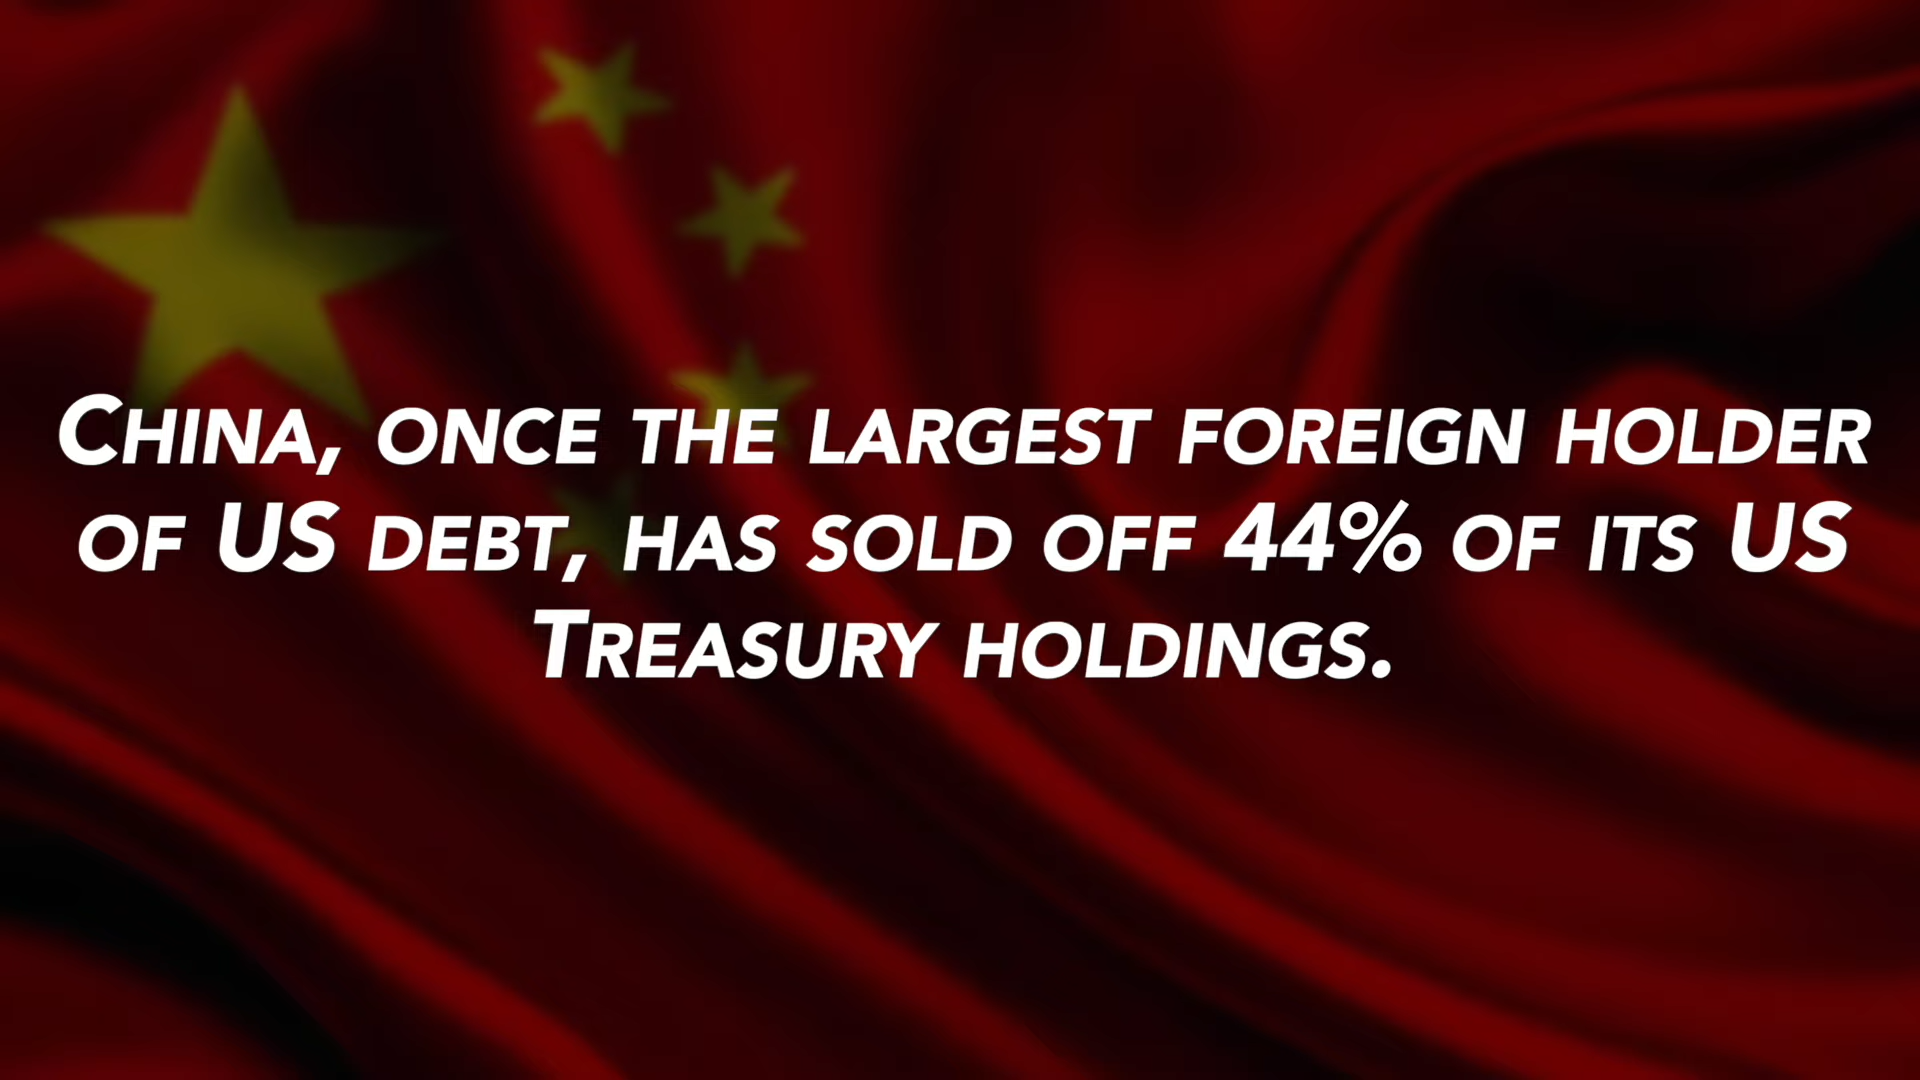 China, once the largest foreign holder
of US debt, has sold off 44% of its US
Treasury holdings.